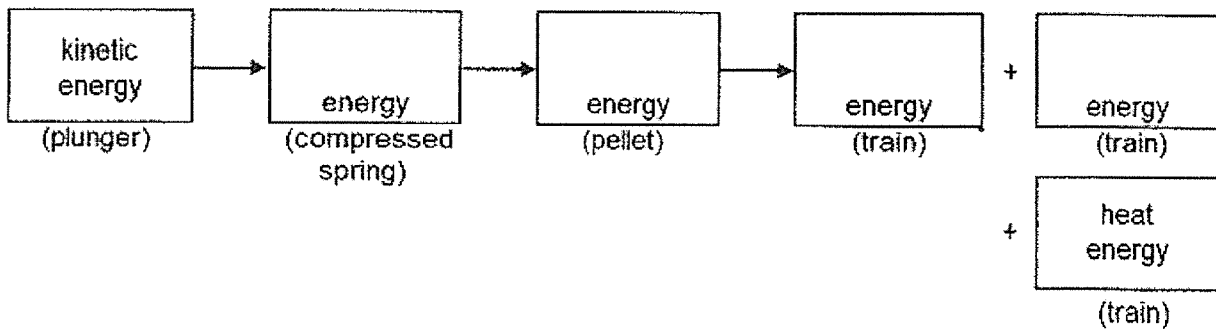 kinetic
energy
(plunger)
energy
(compressed
spring)
energy
(pellet)
energy
(train)
+
energy
(train)
+
heat
energy
(train)